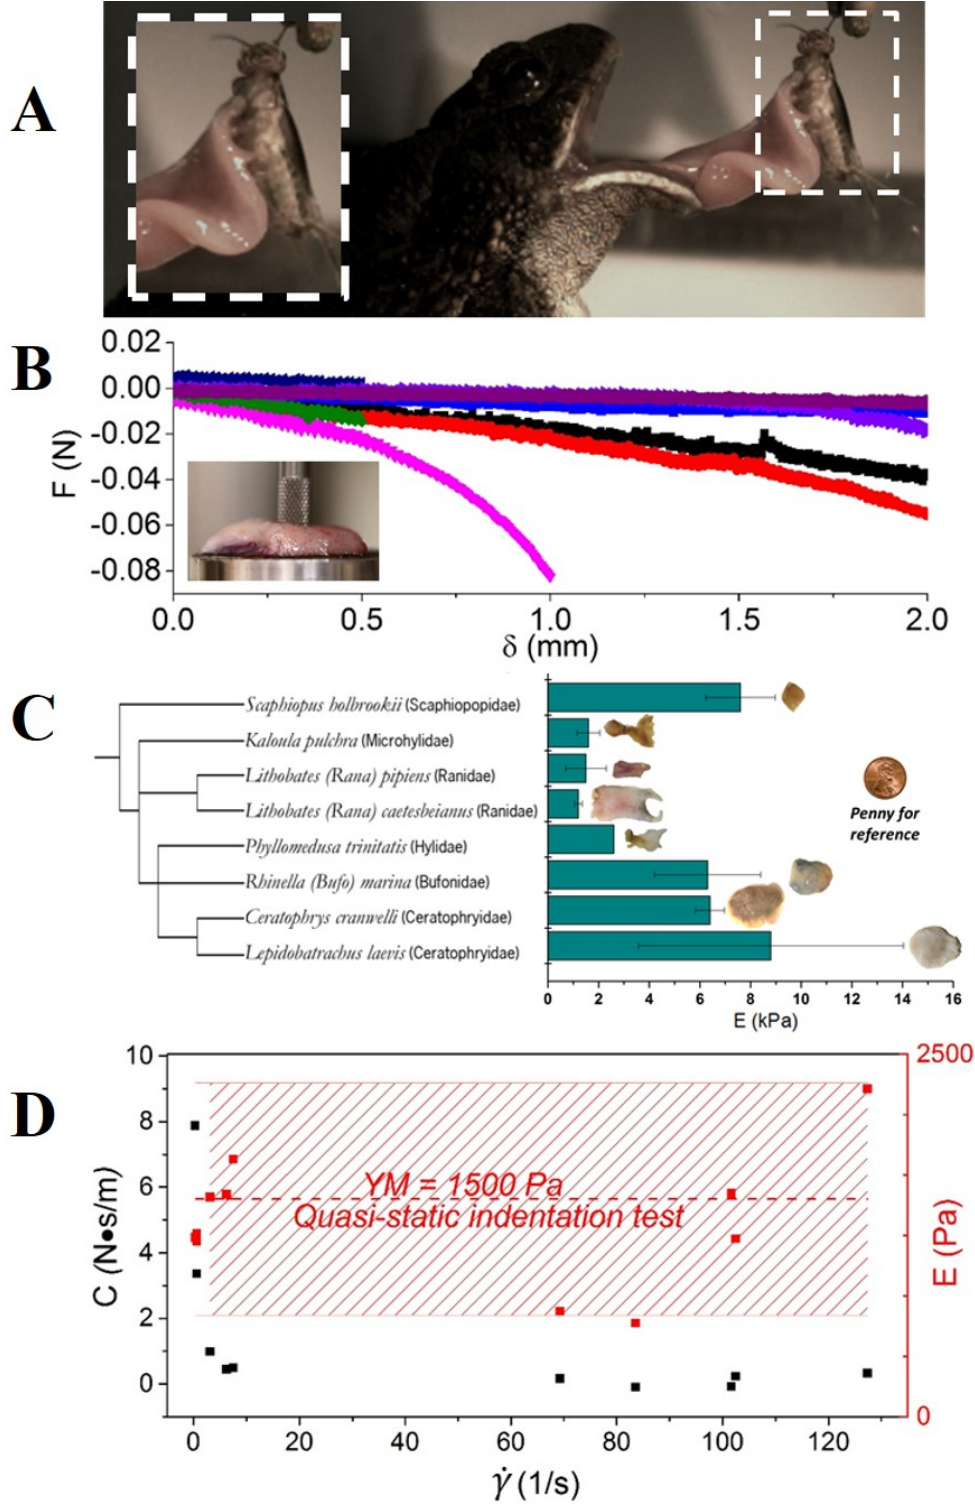 A
B
0.02
0.00
-0.02
-0.04
-0.06
-0.08
F (N)
0.0 0.5 1.0 1.5 2.0
δ (mm)
C
Scaphiopus holbrookii (Scaphiopopidae)
Kaloula pulchra (Microhylidae)
Lithobates (Rana) pipiens (Ranidae)
Lithobates (Rana) caetesbeianus (Ranidae)
Phyllomedusa trinitatis (Hylidae)
Rhinella (Bufo) marina (Bufonidae)
Ceratophrys cranwelli (Ceratophryidae)
Lepidobatrachus laevis (Ceratophryidae)
Penny for
reference
0 2 4 6 8 10 12 14 16
E (kPa)
D
10
8
6
4
2
0
C (N•s/m)
YM = 1500 Pa
Quasi-static indentation test
2500
0
E (Pa)
0 20 40 60 80 100 120
γ̇ (1/s)